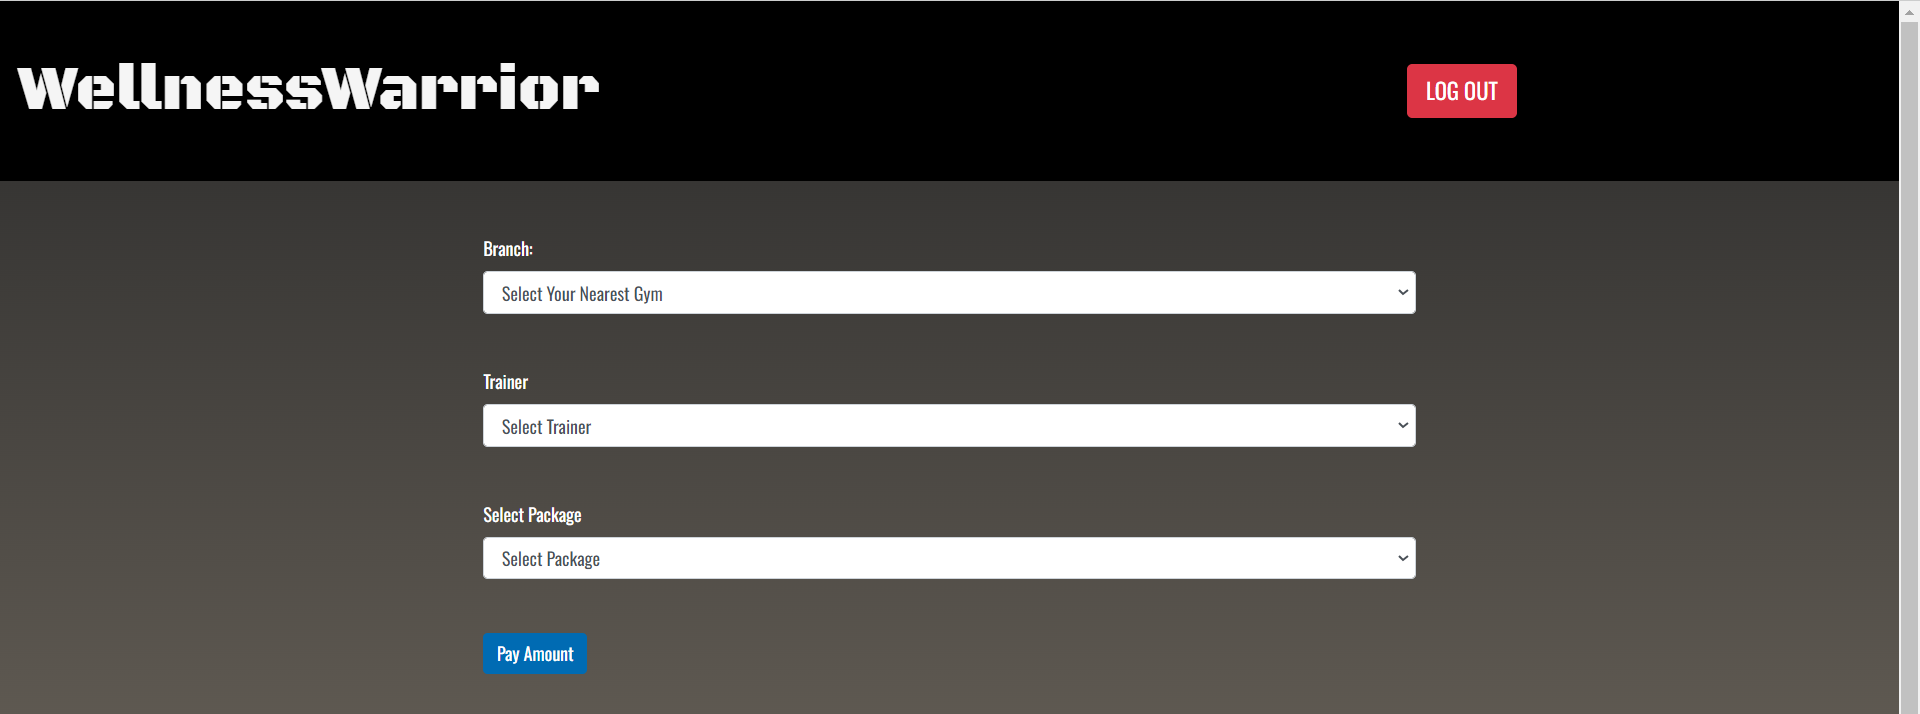 WellnessWarrior
LOG OUT
Branch:
Select Your Nearest Gym
Trainer
Select Trainer
Select Package
Select Package
Pay Amount